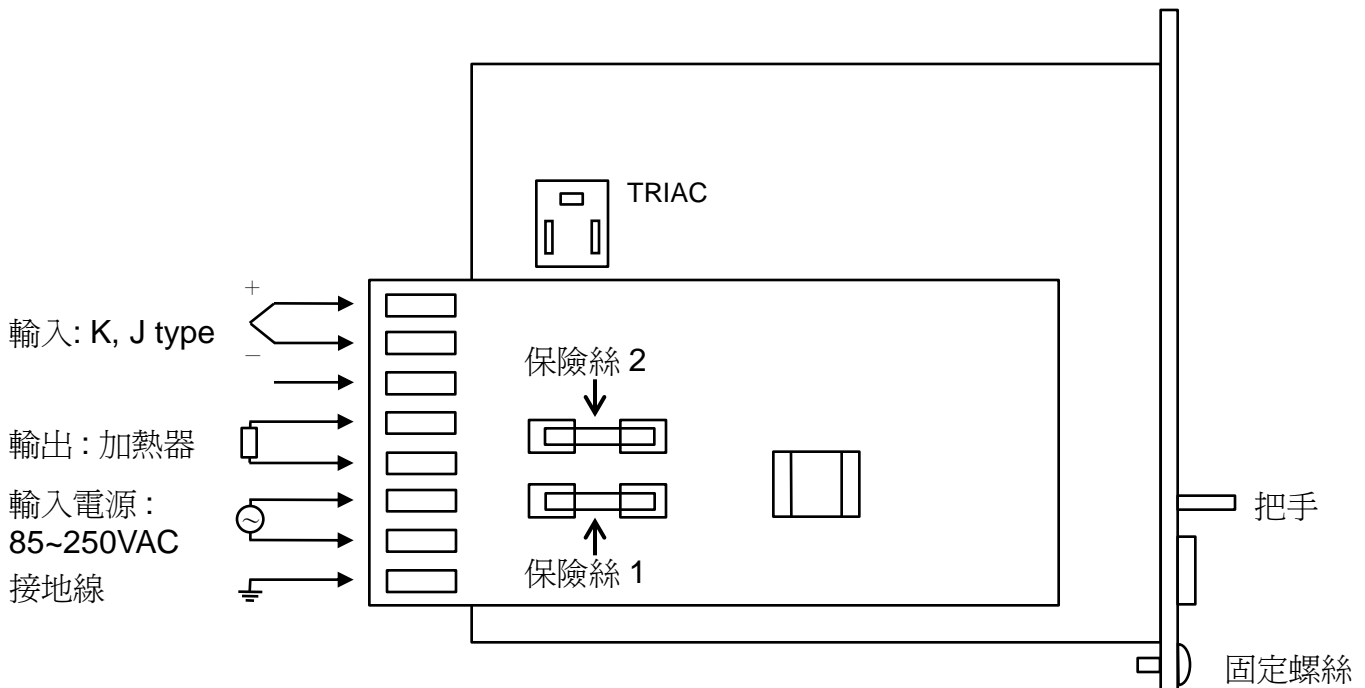 TRIAC
+
輸入: K, J type
−
保險絲 2
輸出 : 加熱器
輸入電源 :
85~250VAC
把手
保險絲 1
接地線
固定螺絲